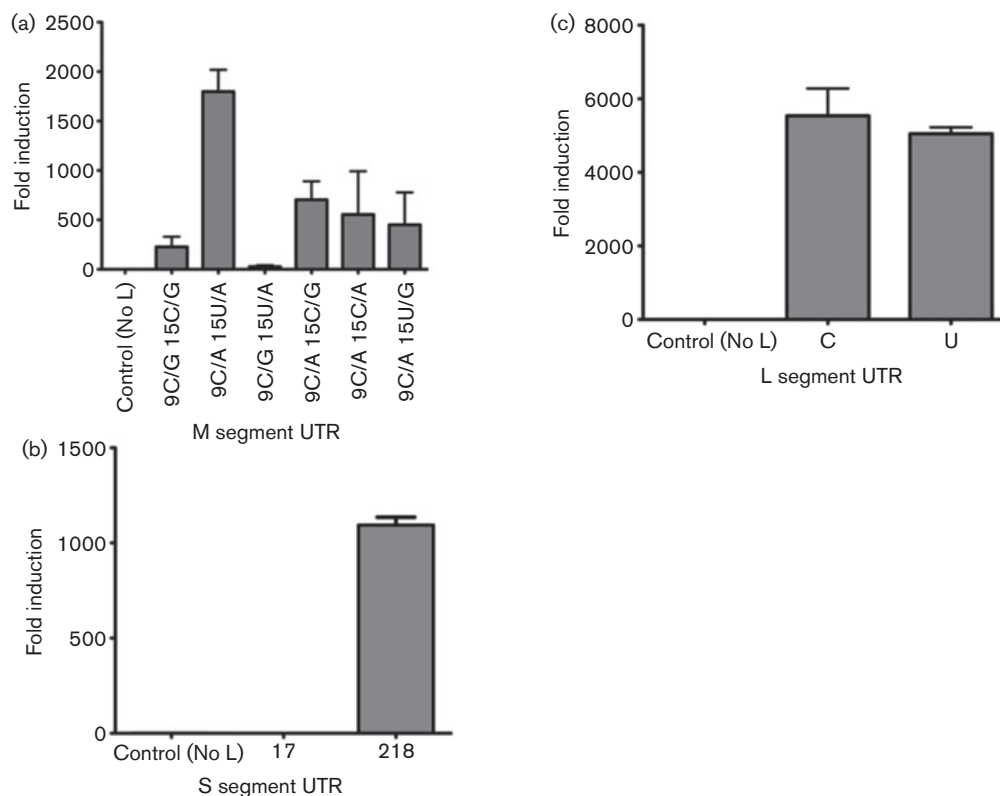 (a)
2500
2000
1500
1000
500
0
Fold induction
Control (No L)
9C/G 15C/G
9C/A 15U/A
9C/G 15U/A
9C/A 15C/G
9C/A 15C/A
9C/A 15U/G
M segment UTR
(c)
8000
6000
4000
2000
0
Fold induction
Control (No L) C U
L segment UTR
(b)
1500
1000
500
0
Fold induction
Control (No L) 17 218
S segment UTR